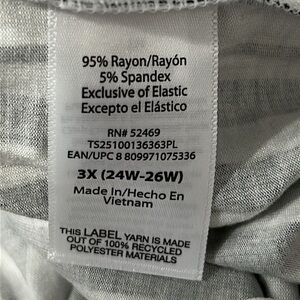 95% Rayon/Rayón
5% Spandex
Exclusive of Elastic
Excepto el Elástico
RN# 52469
TS25100136363PL
EAN/UPC 8 809971075336
3X (24W-26W)
Made In/Hecho En
Vietnam
THIS LABEL YARN IS MADE
OUT OF 100% RECYCLED
POLYESTER MATERIALS